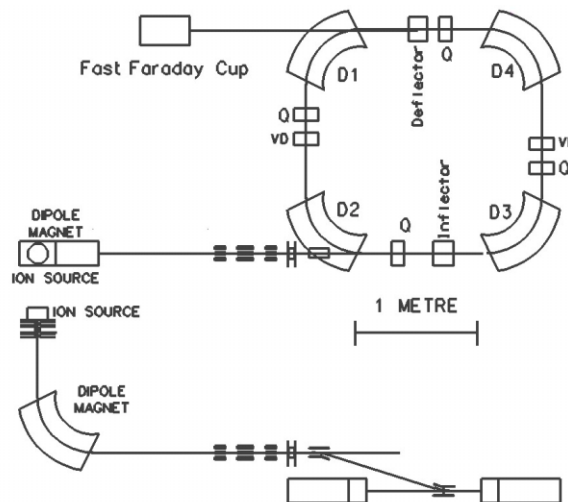 Fast Faraday Cup
D1
Deflector
Q
D4
Q
VD
Q
D2
Q
Inflector
D3
DIPOLE
MAGNET
ION SOURCE
1 METRE
ION SOURCE
DIPOLE
MAGNET